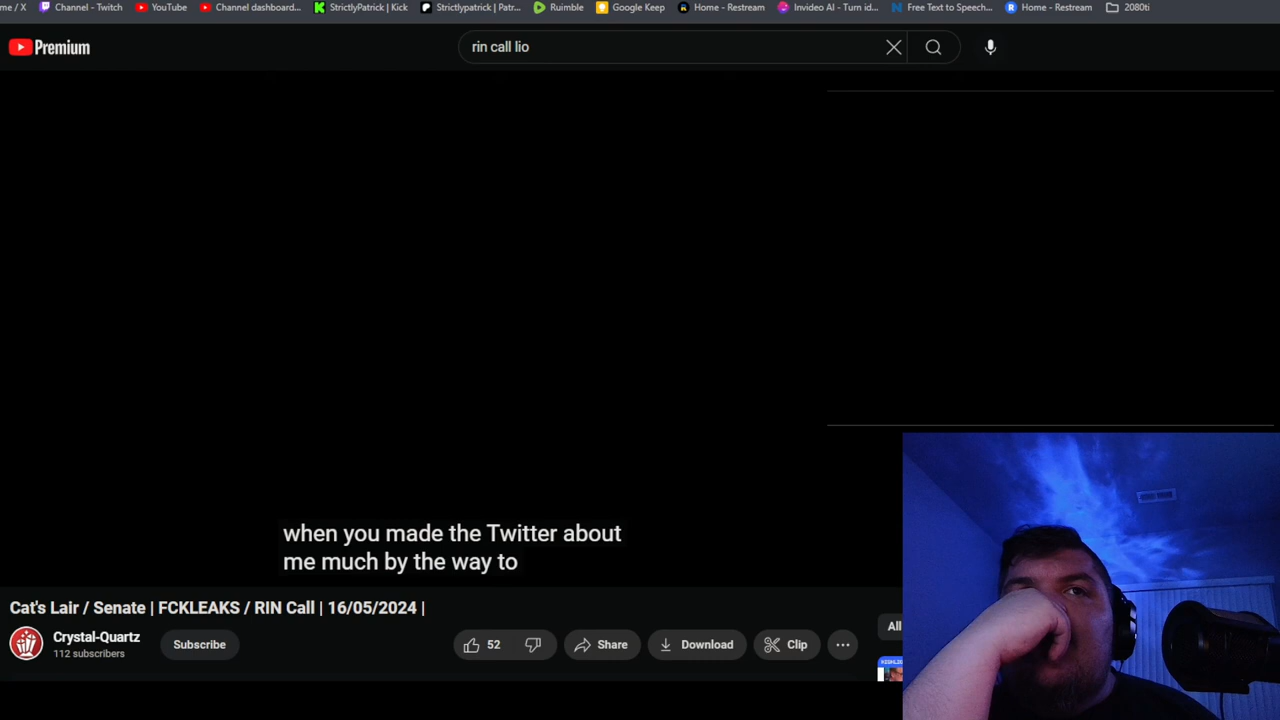 me / X
Channel - Twitch
YouTube
Channel dashboard...
StrictlyPatrick | Kick
Strictlypatrick | Patr...
Rumble
Google Keep
Home - Restream
Invideo AI - Turn id...
Free Text to Speech...
Home - Restream
2080ti
Premium
rin call lio
when you made the Twitter about
me much by the way to
Cat's Lair / Senate | FCKLEAKS / RIN Call | 16/05/2024 |
Crystal-Quartz
112 subscribers
Subscribe
52
Share
Download
Clip
All